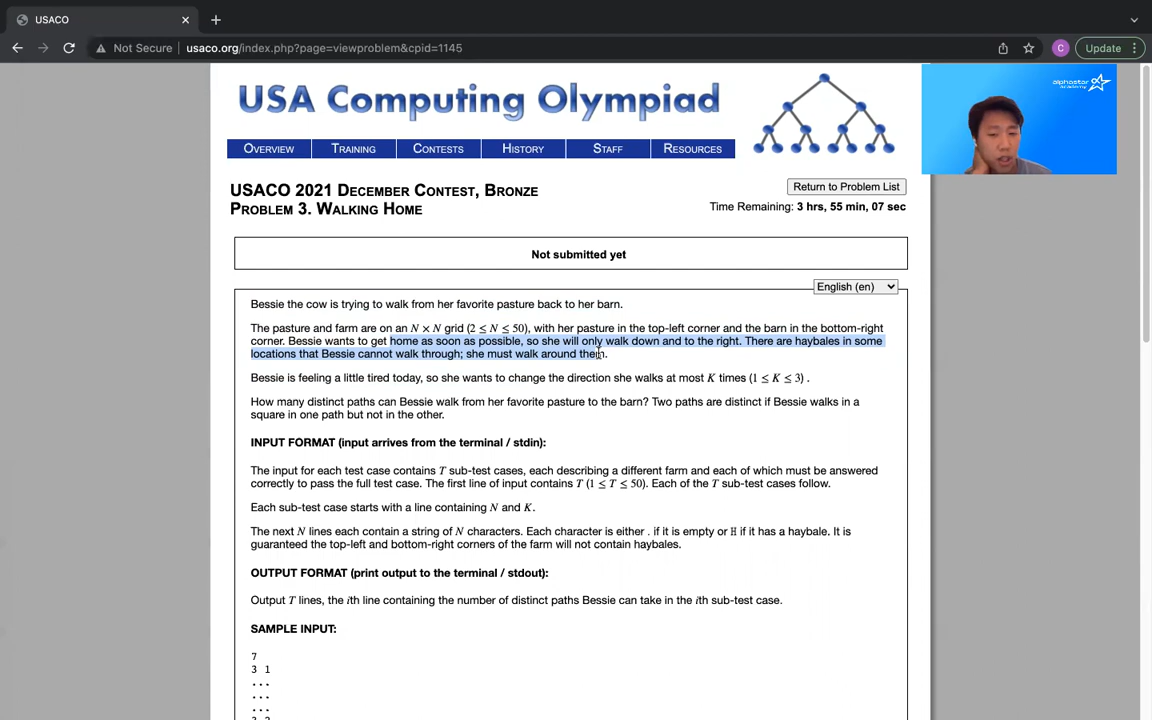 USACO
Not Secure
usaco.org/index.php?page=viewproblem&cpid=1145
C
Update
USA Computing Olympiad
alphastar
academy
OVERVIEW TRAINING CONTESTS HISTORY STAFF RESOURCES
USACO 2021 DECEMBER CONTEST, BRONZE
PROBLEM 3. WALKING HOME
Return to Problem List
Time Remaining: 3 hrs, 55 min, 07 sec
Not submitted yet
English (en)
Bessie the cow is trying to walk from her favorite pasture back to her barn.
The pasture and farm are on an N × N grid (2 ≤ N ≤ 50), with her pasture in the top-left corner and the barn in the bottom-right
corner. Bessie wants to get home as soon as possible, so she will only walk down and to the right. There are haybales in some
locations that Bessie cannot walk through; she must walk around them.
Bessie is feeling a little tired today, so she wants to change the direction she walks at most K times (1 ≤ K ≤ 3) .
How many distinct paths can Bessie walk from her favorite pasture to the barn? Two paths are distinct if Bessie walks in a
square in one path but not in the other.
INPUT FORMAT (input arrives from the terminal / stdin):
The input for each test case contains T sub-test cases, each describing a different farm and each of which must be answered
correctly to pass the full test case. The first line of input contains T (1 ≤ T ≤ 50). Each of the T sub-test cases follow.
Each sub-test case starts with a line containing N and K.
The next N lines each contain a string of N characters. Each character is either . if it is empty or H if it has a haybale. It is
guaranteed the top-left and bottom-right corners of the farm will not contain haybales.
OUTPUT FORMAT (print output to the terminal / stdout):
Output T lines, the ith line containing the number of distinct paths Bessie can take in the ith sub-test case.
SAMPLE INPUT:
7
3 1
...
...
...
3 2